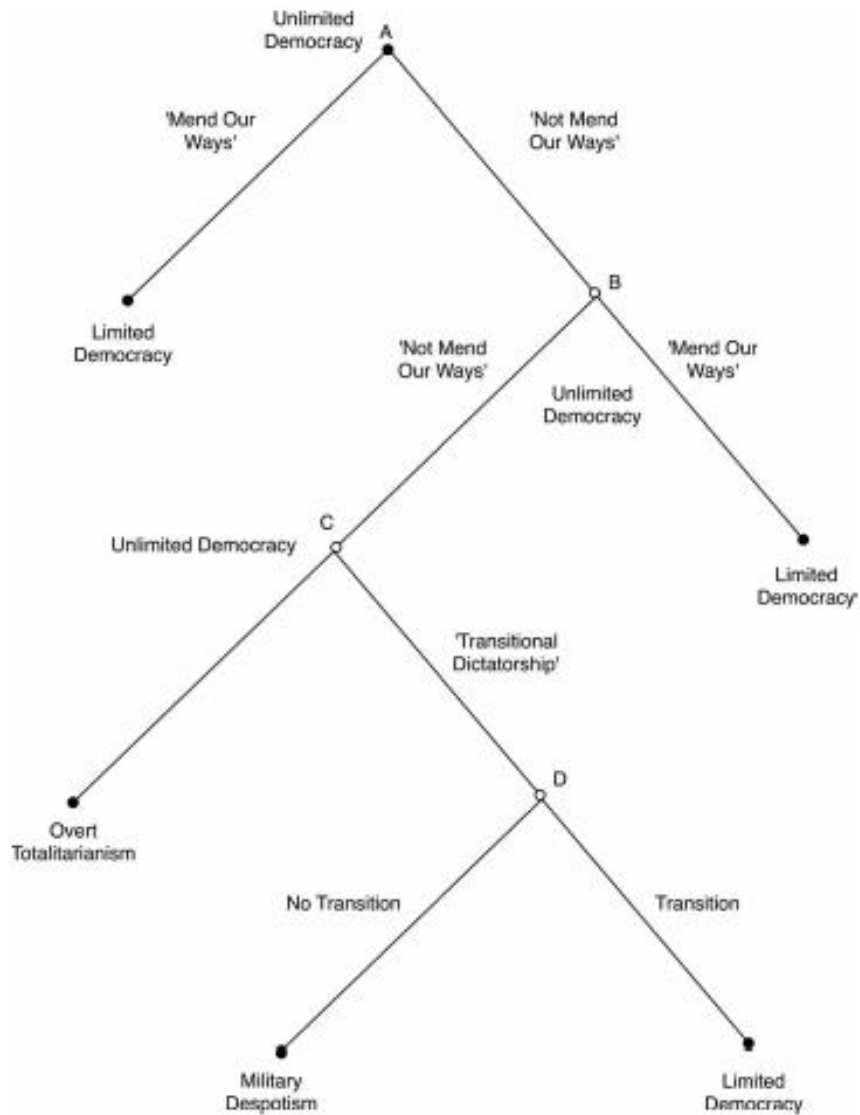 Unlimited
Democracy
A
'Mend Our
Ways'
'Not Mend
Our Ways'
B
Limited
Democracy
'Not Mend
Our Ways'
'Mend Our
Ways'
Unlimited
Democracy
C
Unlimited Democracy
Limited
Democracy'
'Transitional
Dictatorship'
D
Overt
Totalitarianism
No Transition
Transition
Military
Despotism
Limited
Democracy